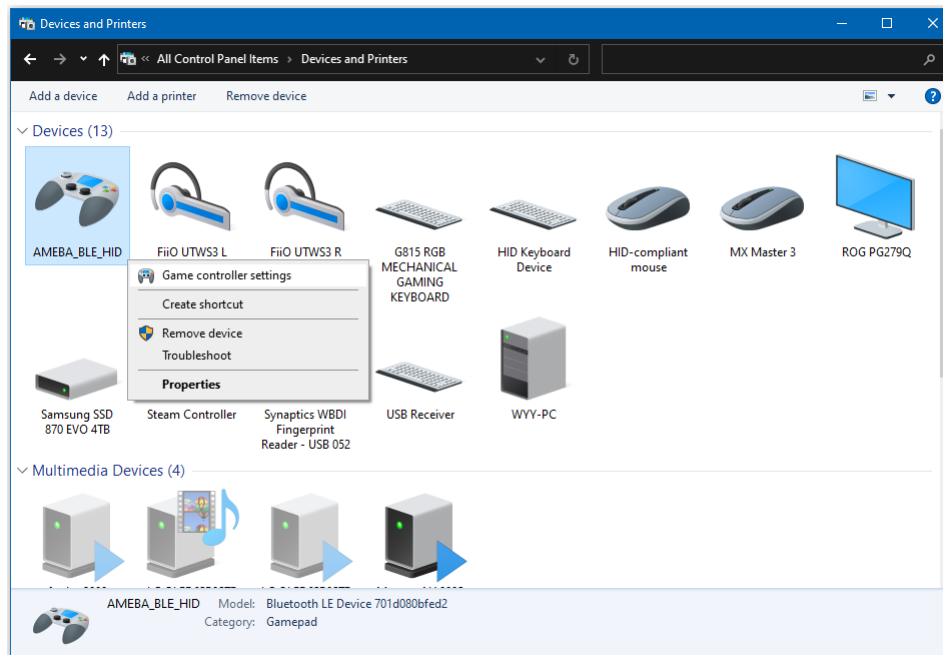 Devices and Printers
« All Control Panel Items › Devices and Printers
Add a device Add a printer Remove device
Devices (13)
AMEBA_BLE_HID
FiiO UTWS3 L
FiiO UTWS3 R
G815 RGB
MECHANICAL
GAMING
KEYBOARD
HID Keyboard
Device
HID-compliant
mouse
MX Master 3
ROG PG279Q
Game controller settings
Create shortcut
Remove device
Troubleshoot
Properties
Samsung SSD
870 EVO 4TB
Steam Controller
Synaptics WBDI
Fingerprint
Reader - USB 052
USB Receiver
WYY-PC
Multimedia Devices (4)
AMEBA_BLE_HID Model: Bluetooth LE Device 701d080bfed2
Category: Gamepad